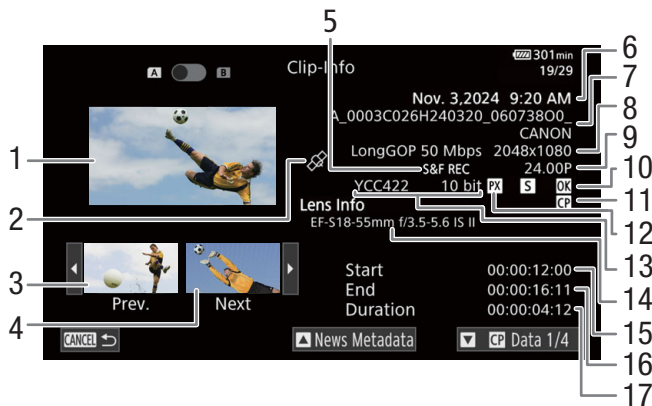 5
301min
19/29
A B
Clip-Info
6
7
Nov. 3,2024 9:20 AM
A_0003C026H240320_060738O0_
CANON
8
LongGOP 50 Mbps 2048x1080
9
S&F REC 24.00P
10
YCC422 10 bit PX S OK
11
CP
1
2
Lens Info
EF-S18-55mm f/3.5-5.6 IS II
12
13
3
4
Prev. Next
Start 00:00:12:00
End 00:00:16:11
Duration 00:00:04:12
14
15
16
17
CANCEL
News Metadata
CP Data 1/4